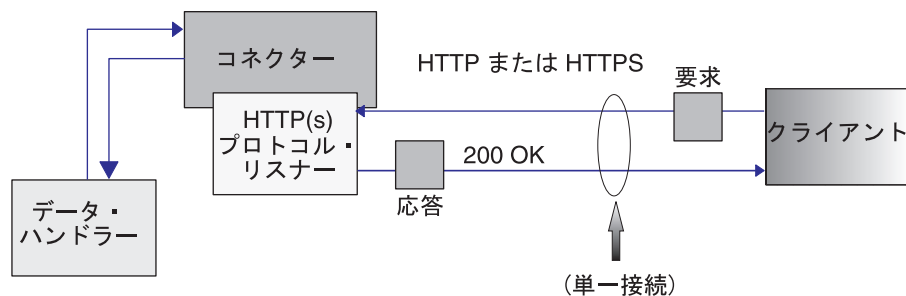 コネクター
HTTP または HTTPS
要求
HTTP(s)
プロトコル・
リスナー
クライアント
200 OK
応答
データ・
ハンドラー
(単一接続)